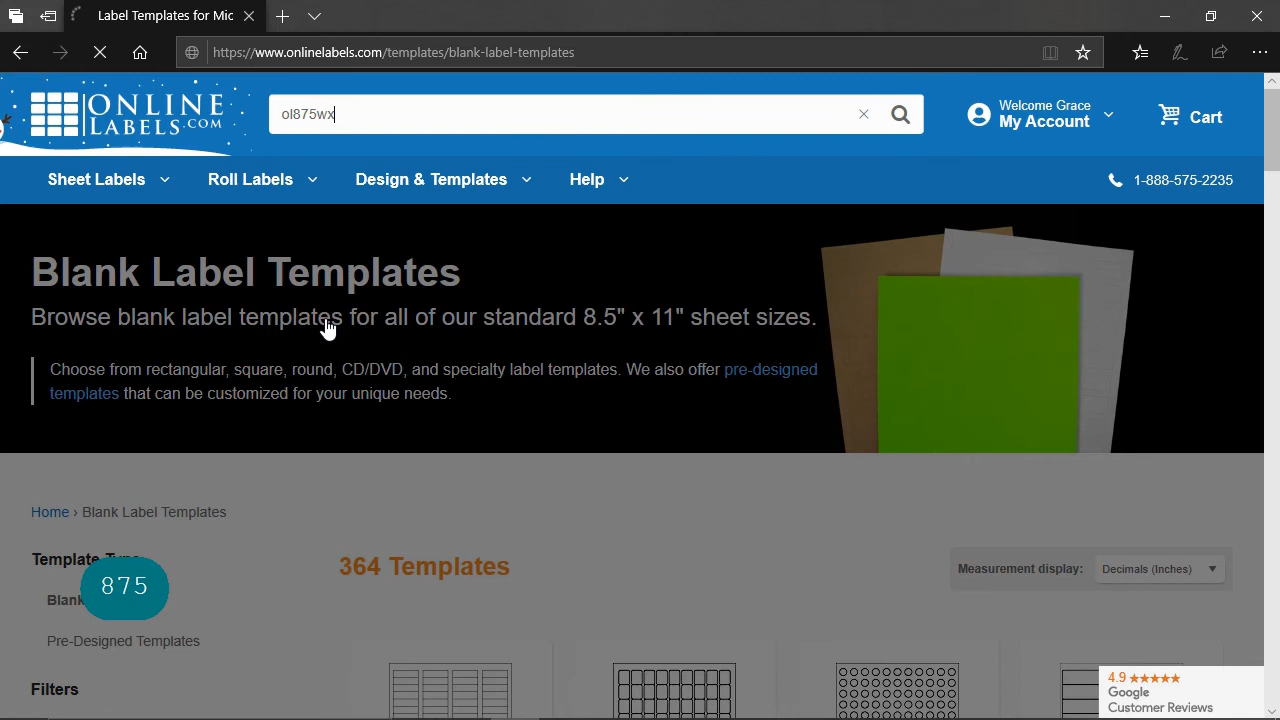 Label Templates for Mic
https://www.onlinelabels.com/templates/blank-label-templates
ONLINE
LABELS.COM
ol875wx
Welcome Grace
My Account
Cart
Sheet Labels
Roll Labels
Design & Templates
Help
1-888-575-2235
Blank Label Templates
Browse blank label templates for all of our standard 8.5" x 11" sheet sizes.
Choose from rectangular, square, round, CD/DVD, and specialty label templates. We also offer pre-designed
templates that can be customized for your unique needs.
Home › Blank Label Templates
Template Type
875
Blank
Pre-Designed Templates
Filters
364 Templates
Measurement display:
Decimals (Inches)
4.9
Google
Customer Reviews